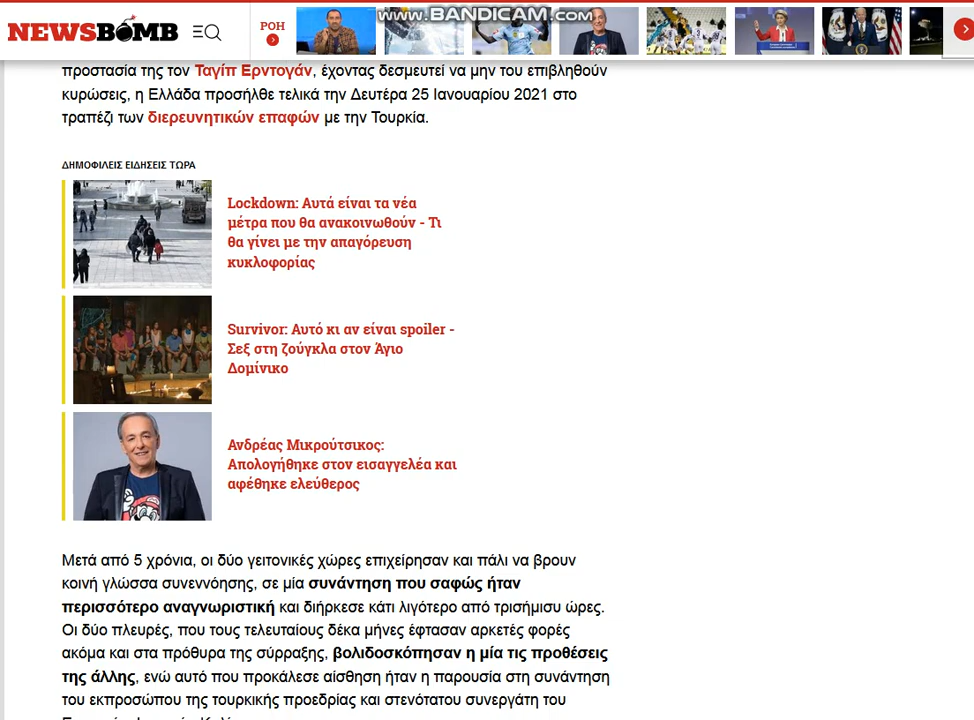 NEWSBOMB
ΡΟΗ
www.BANDICAM.com
προστασία της τον Ταγίπ Ερντογάν, έχοντας δεσμευτεί να μην του επιβληθούν
κυρώσεις, η Ελλάδα προσήλθε τελικά την Δευτέρα 25 Ιανουαρίου 2021 στο
τραπέζι των διερευνητικών επαφών με την Τουρκία.
ΔΗΜΟΦΙΛΕΙΣ ΕΙΔΗΣΕΙΣ ΤΩΡΑ
Lockdown: Αυτά είναι τα νέα
μέτρα που θα ανακοινωθούν - Τι
θα γίνει με την απαγόρευση
κυκλοφορίας
Survivor: Αυτό κι αν είναι spoiler -
Σεξ στη ζούγκλα στον Άγιο
Δομίνικο
Ανδρέας Μικρούτσικος:
Απολογήθηκε στον εισαγγελέα και
αφέθηκε ελεύθερος
Μετά από 5 χρόνια, οι δύο γειτονικές χώρες επιχείρησαν και πάλι να βρουν
κοινή γλώσσα συνεννόησης, σε μία συνάντηση που σαφώς ήταν
περισσότερο αναγνωριστική και διήρκεσε κάτι λιγότερο από τρισήμισυ ώρες.
Οι δύο πλευρές, που τους τελευταίους δέκα μήνες έφτασαν αρκετές φορές
ακόμα και στα πρόθυρα της σύρραξης, βολιδοσκόπησαν η μία τις προθέσεις
της άλλης, ενώ αυτό που προκάλεσε αίσθηση ήταν η παρουσία στη συνάντηση
του εκπροσώπου της τουρκικής προεδρίας και στενότατου συνεργάτη του